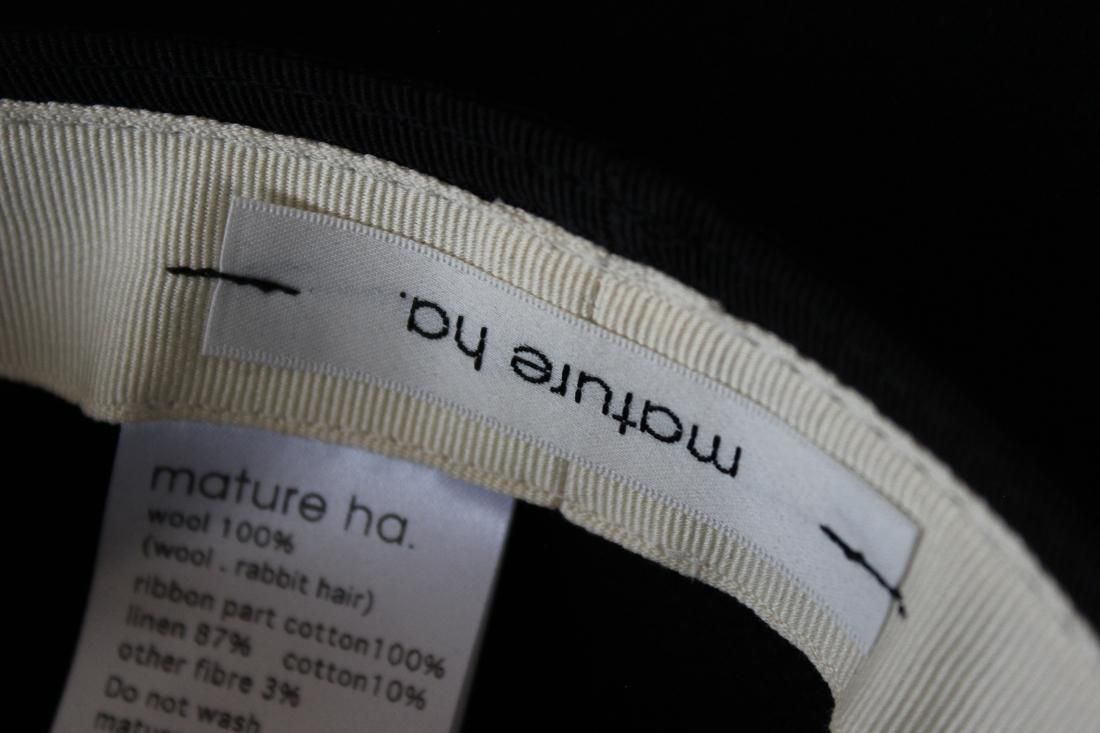 mature ha.
mature ha.
wool 100%
(wool . rabbit hair)
ribbon part cotton100%
linen 87% cotton10%
other fibre 3%
Do not wash